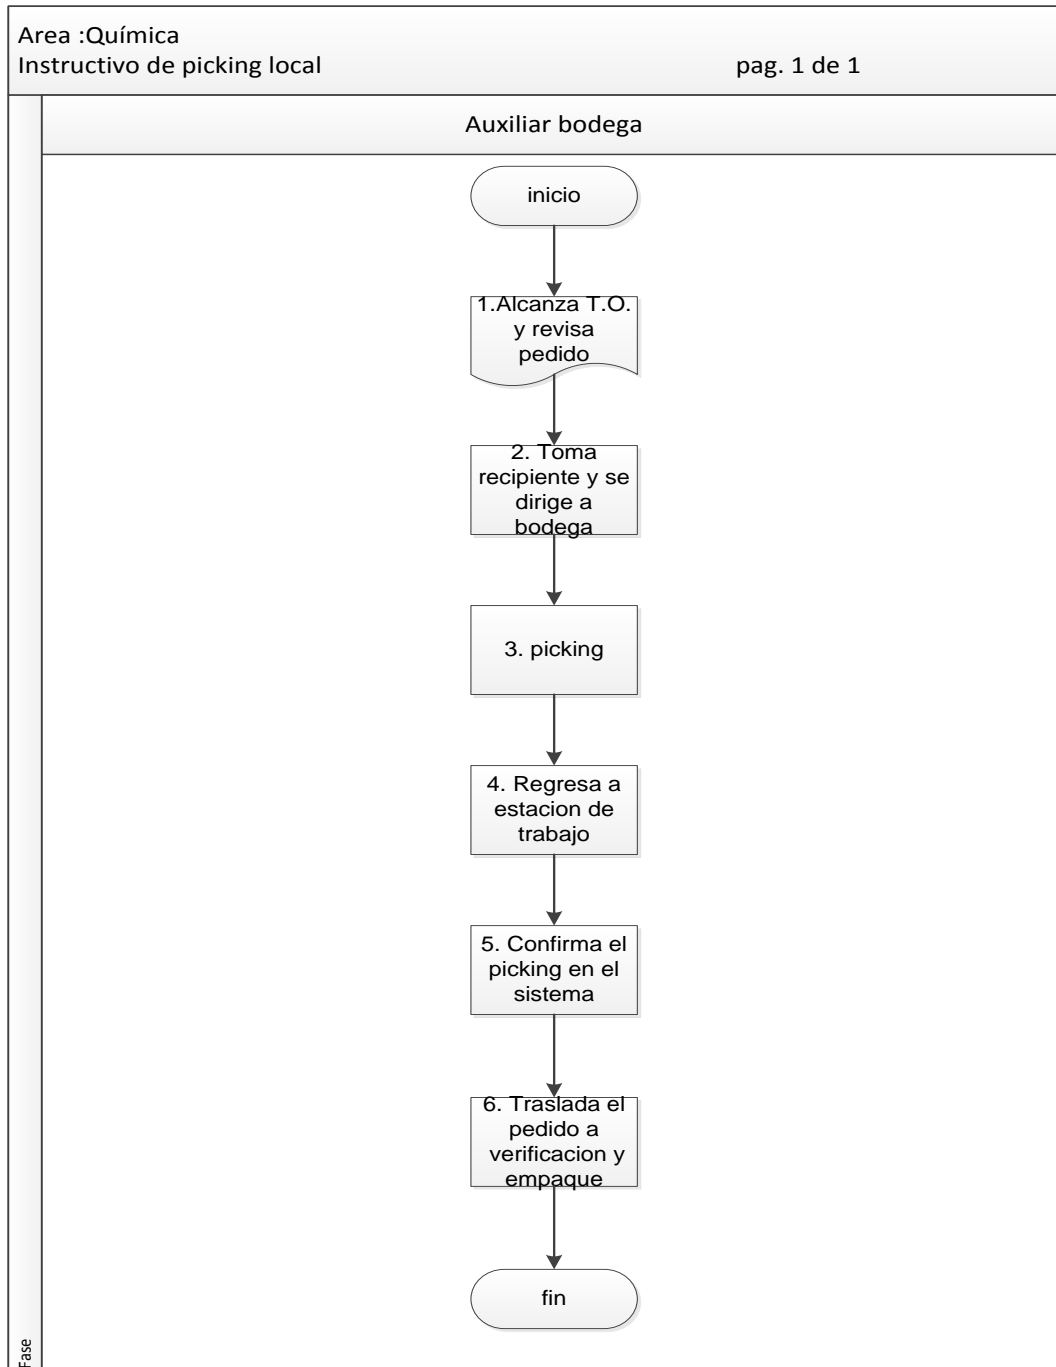 Area :Química
Instructivo de picking local pag. 1 de 1
Auxiliar bodega
inicio
1.Alcanza T.O.
y revisa
pedido
2. Toma
recipiente y se
dirige a
bodega
3. picking
4. Regresa a
estacion de
trabajo
5. Confirma el
picking en el
sistema
6. Traslada el
pedido a
verificacion y
empaque
fin
Fase